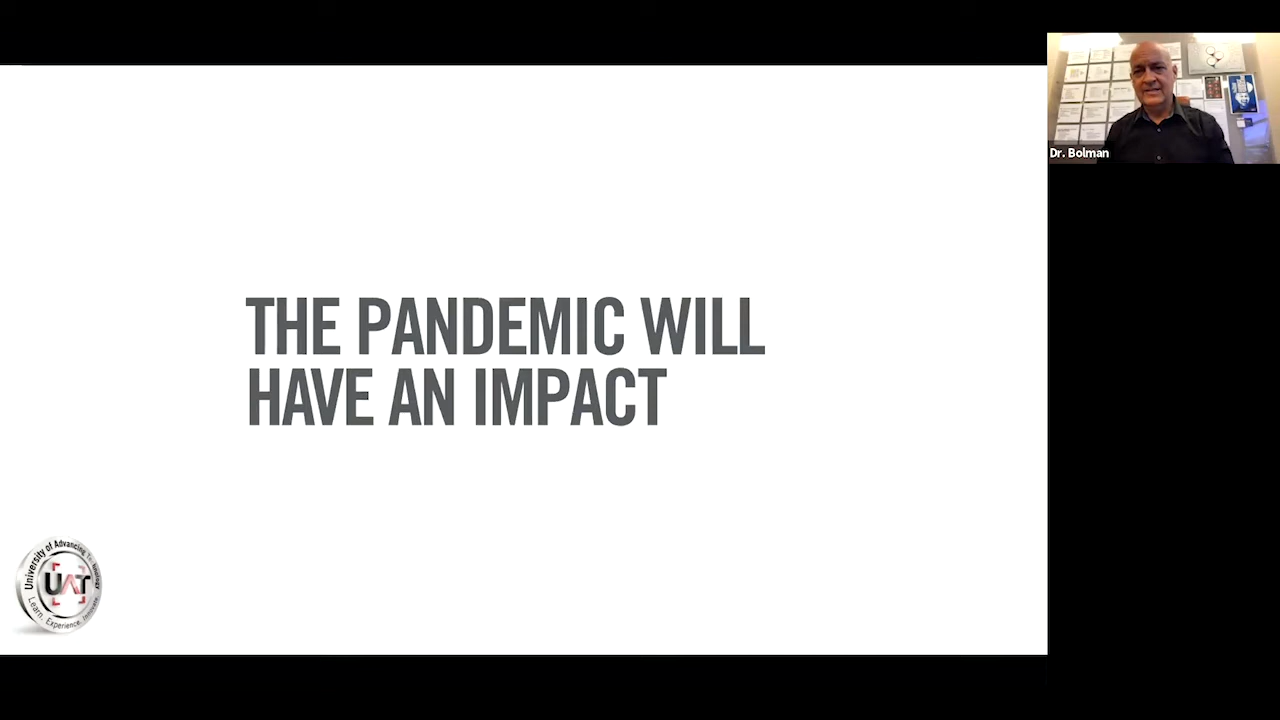 THE PANDEMIC WILL
HAVE AN IMPACT
Dr. Bolman
University of Advancing Technology
UAT
Learn. Experience. Innovate